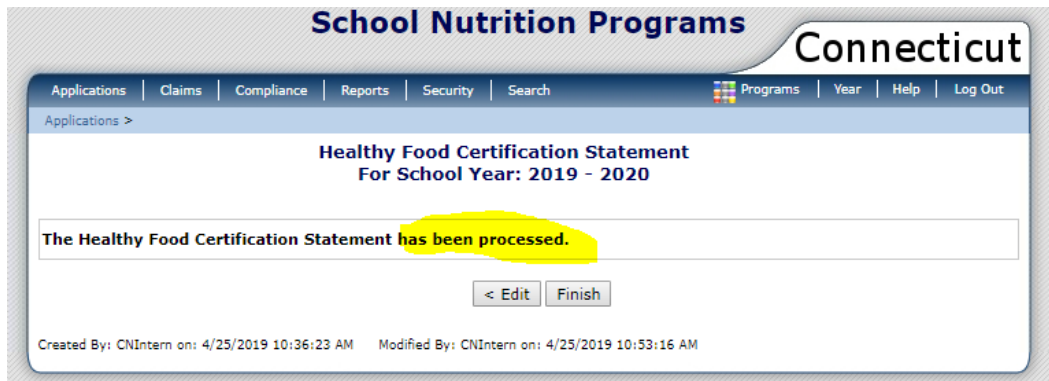 School Nutrition Programs
Connecticut
Applications Claims Compliance Reports Security Search Programs Year Help Log Out
Applications >
Healthy Food Certification Statement
For School Year: 2019 - 2020
The Healthy Food Certification Statement has been processed.
< Edit Finish
Created By: CNIntern on: 4/25/2019 10:36:23 AM Modified By: CNIntern on: 4/25/2019 10:53:16 AM